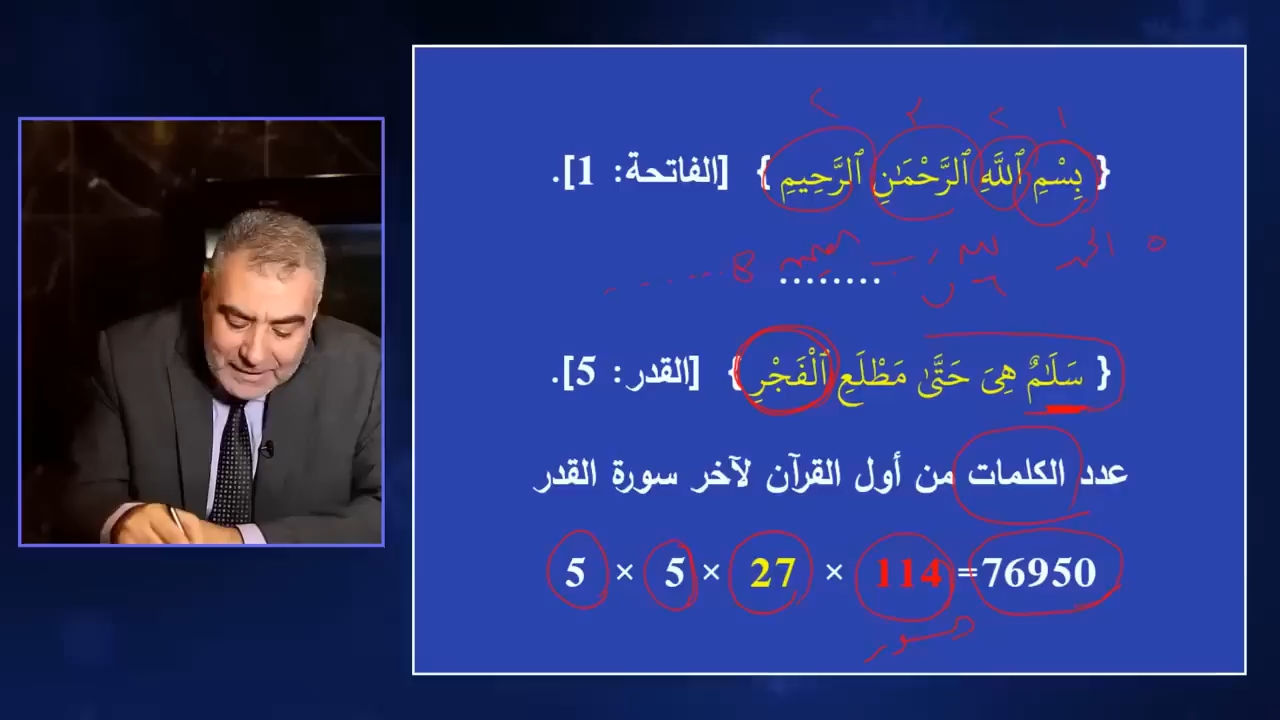 { بِسْمِ ٱللَّهِ ٱلرَّحْمَـٰنِ ٱلرَّحِيمِ } [الفاتحة: 1].
........
{ سَلَـٰمٌ هِىَ حَتَّىٰ مَطْلَعِ ٱلْفَجْرِ } [القدر: 5].
عدد الكلمات من أول القرآن لآخر سورة القدر
76950= 114 × 27 × 5 × 5